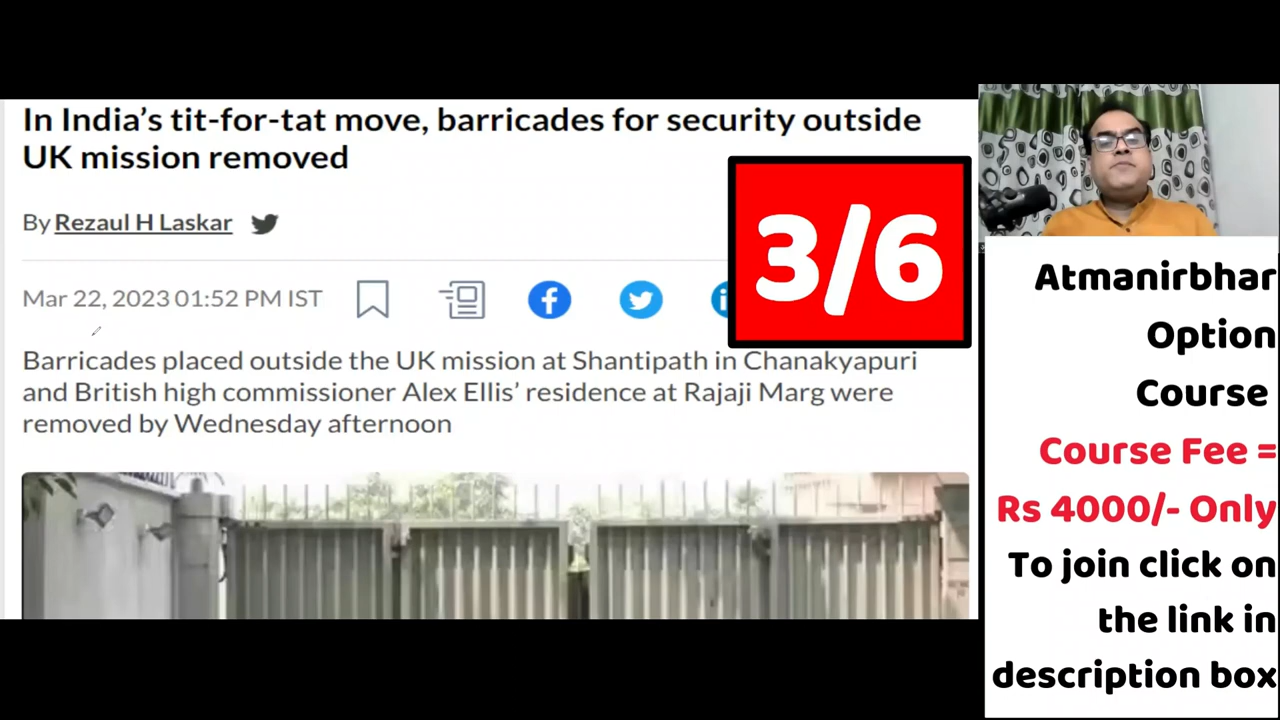 In India’s tit-for-tat move, barricades for security outside
UK mission removed
By Rezaul H Laskar
Mar 22, 2023 01:52 PM IST
3/6
Barricades placed outside the UK mission at Shantipath in Chanakyapuri
and British high commissioner Alex Ellis’ residence at Rajaji Marg were
removed by Wednesday afternoon
Atmanirbhar
Option
Course
Course Fee =
Rs 4000/- Only
To join click on
the link in
description box